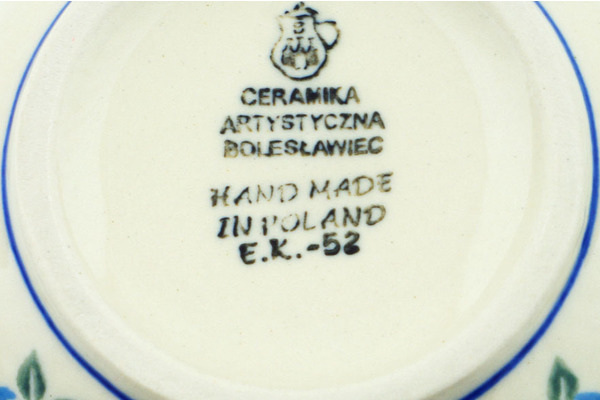 CERAMIKA
ARTYSTYCZNA
BOLESŁAWIEC
HAND MADE
IN POLAND
E.K.-52